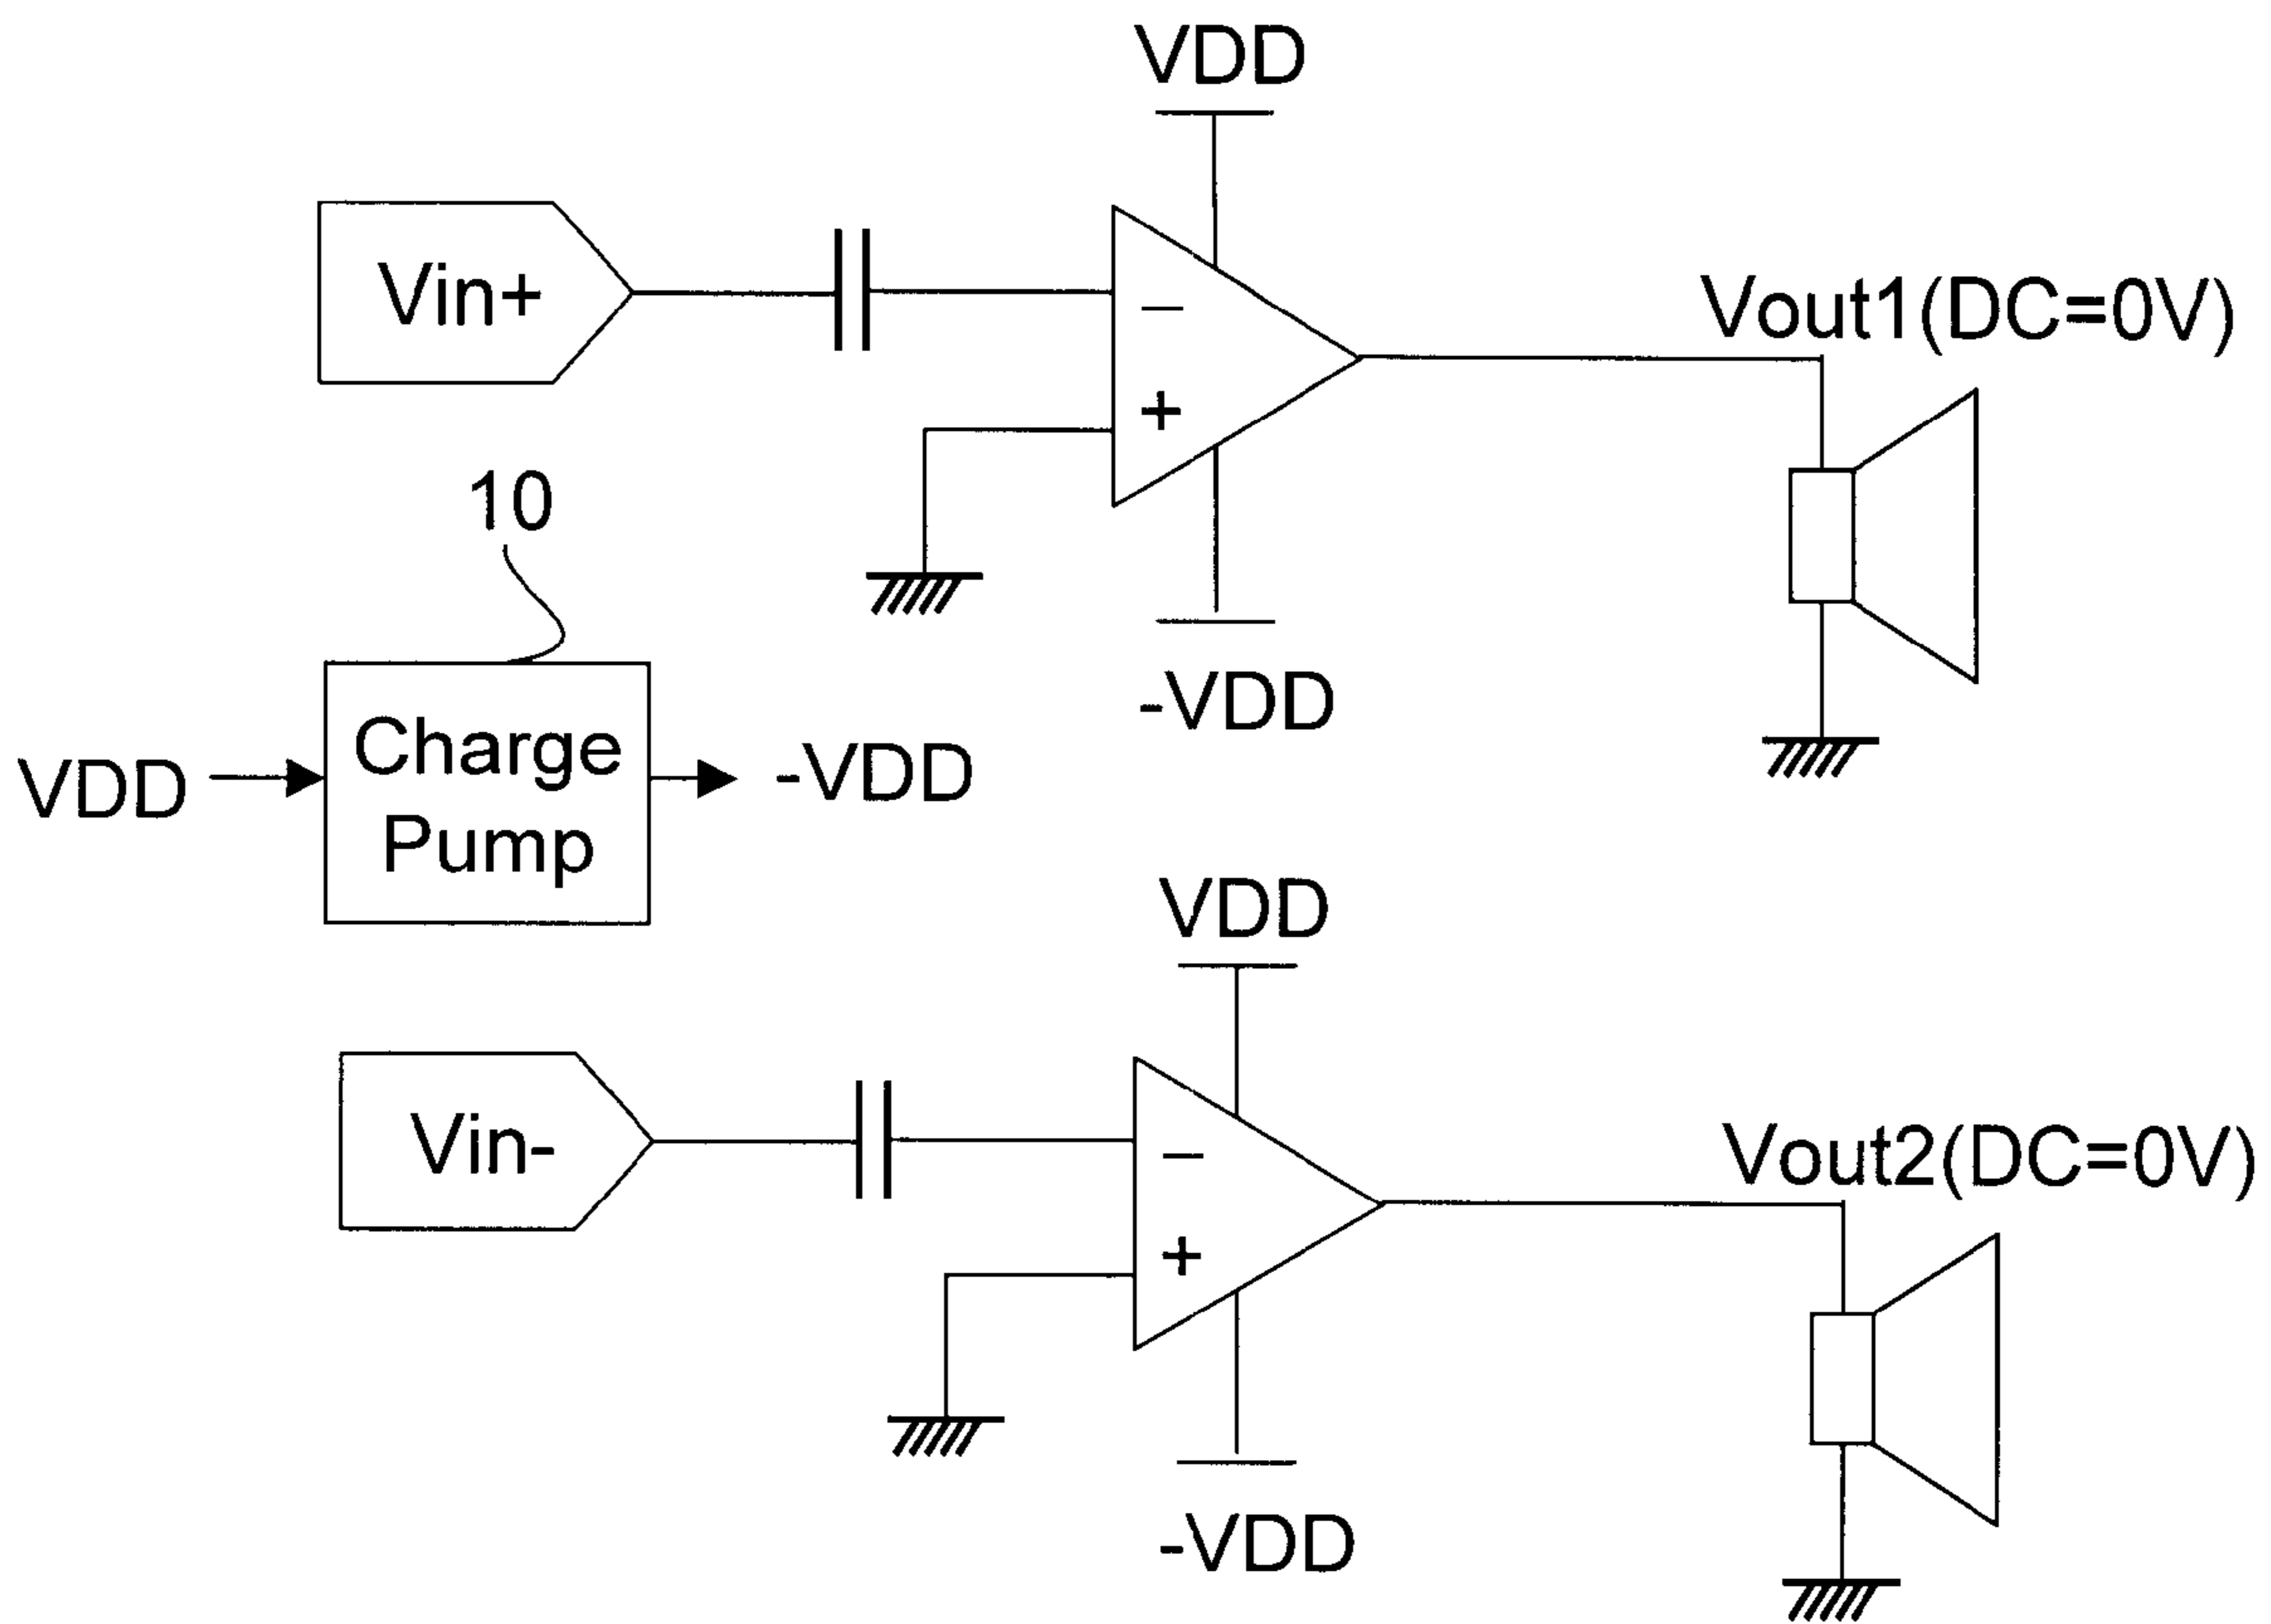 VDD
Vin+
−
+
Vout1(DC=0V)
-VDD
10
VDD
Charge
Pump
-VDD
VDD
Vin-
−
+
Vout2(DC=0V)
-VDD